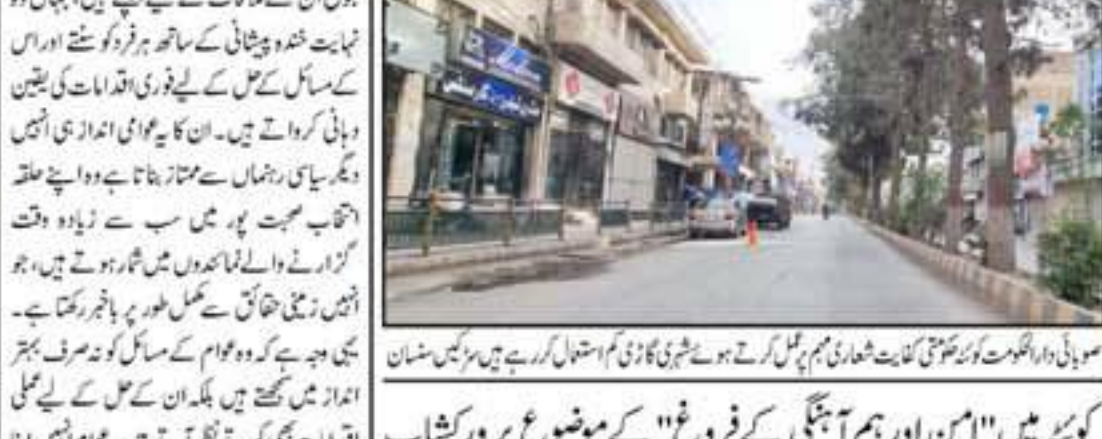 نہایت خندہ پیشانی کے ساتھ ہر فرد کو سنتے اور اس
کے مسائل کے حل کے لیے فوری اقدامات کی یقین
دہانی کرواتے ہیں۔ ان کا یہ عوامی انداز ہی انہیں
دیگر سیاسی رہنماں سے ممتاز بناتا ہے وہ اپنے حلقہ
انتخاب صحبت پور میں سب سے زیادہ وقت
گزارنے والے نمائندوں میں شمار ہوتے ہیں، جو
انہیں زمینی حقائق سے مکمل طور پر باخبر رکھتا ہے۔
یہی وجہ ہے کہ وہ عوام کے مسائل کو نہ صرف بہتر
انداز میں سمجھتے ہیں بلکہ ان کے حل کے لیے عملی
صوبائی دارالحکومت کوئٹہ حکومتی کفایت شعاری مہم پر عمل کرتے ہوئے شہری گاڑی کم استعمال کر رہے ہیں سڑکیں سنسان
کوئٹہ میں "امن اور ہم آہنگی کے فروغ" کے موضوع پر ورکشاپ